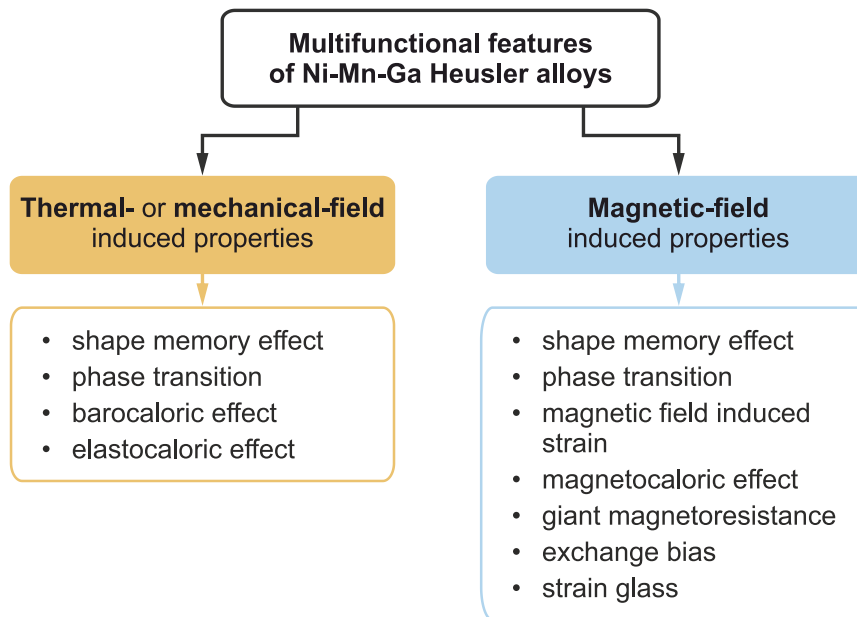 Multifunctional features
of Ni-Mn-Ga Heusler alloys
Thermal- or mechanical-field
induced properties
• shape memory effect
• phase transition
• barocaloric effect
• elastocaloric effect
Magnetic-field
induced properties
• shape memory effect
• phase transition
• magnetic field induced
strain
• magnetocaloric effect
• giant magnetoresistance
• exchange bias
• strain glass